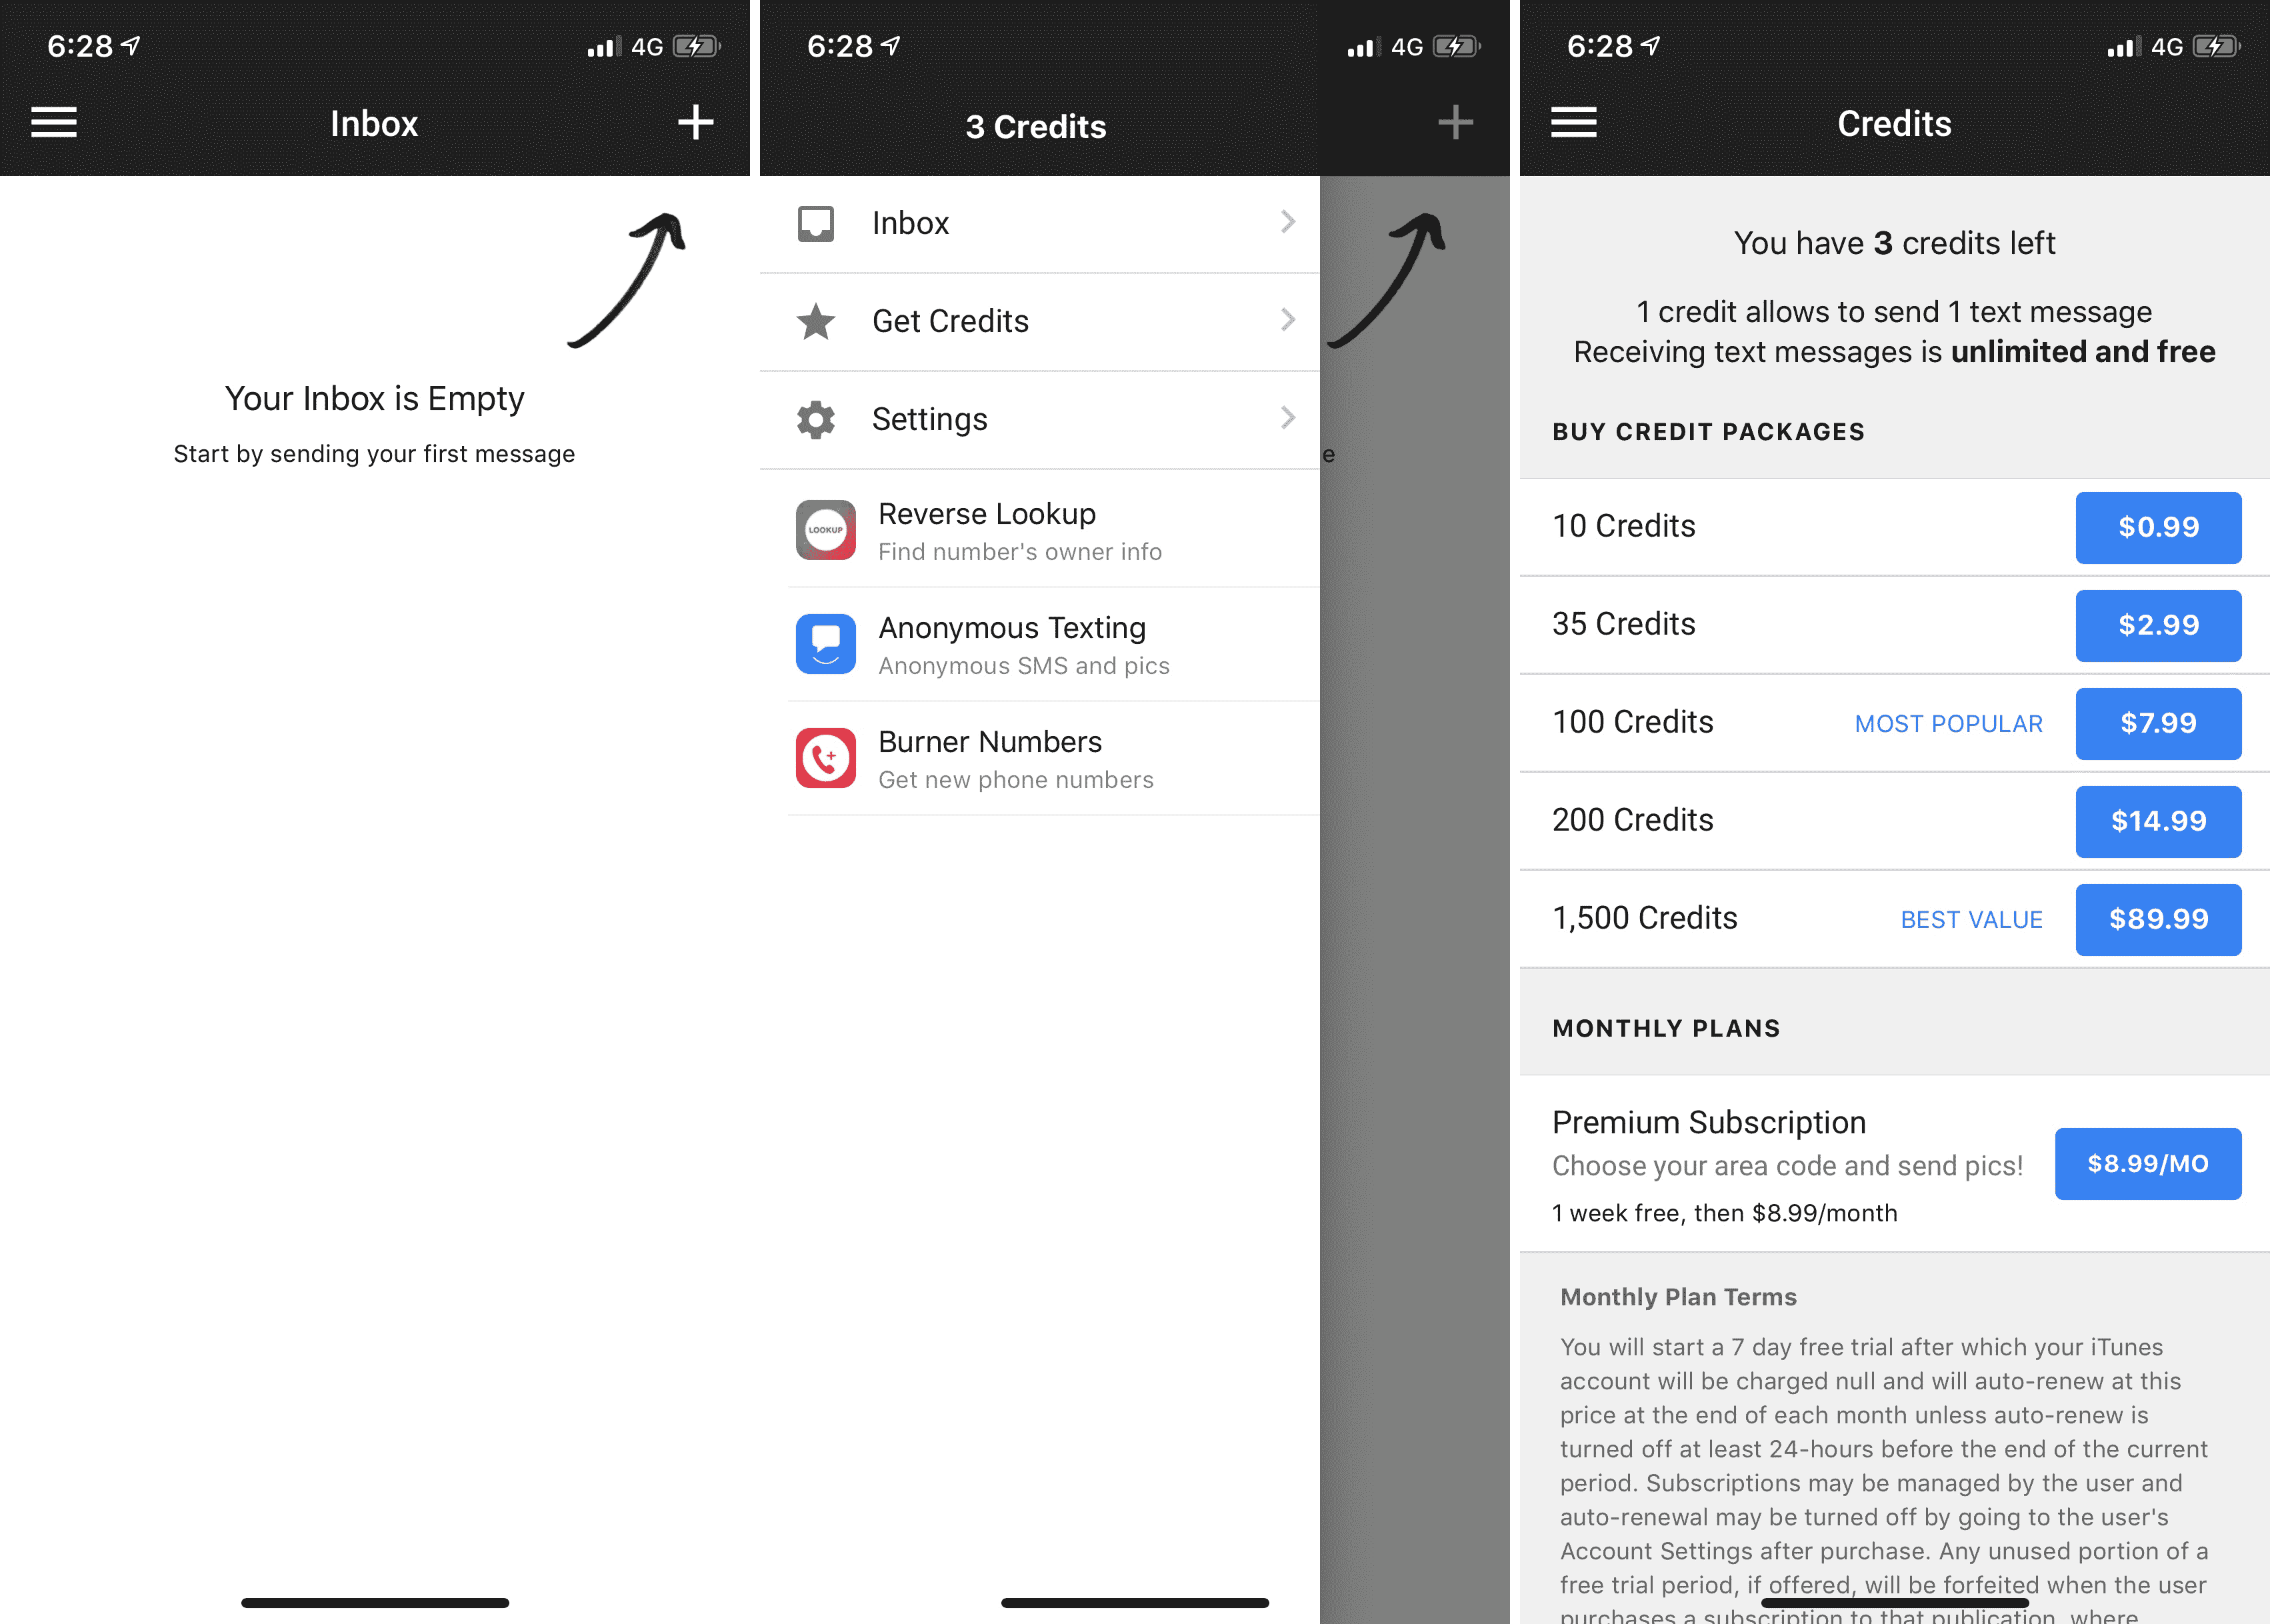 6:28
4G
Inbox
Your Inbox is Empty
Start by sending your first message
6:28
4G
3 Credits
Inbox
Get Credits
Settings
e
Reverse Lookup
LOOKUP
Find number's owner info
Anonymous Texting
Anonymous SMS and pics
Burner Numbers
Get new phone numbers
6:28
4G
Credits
You have 3 credits left
1 credit allows to send 1 text message
Receiving text messages is unlimited and free
BUY CREDIT PACKAGES
10 Credits $0.99
35 Credits $2.99
100 Credits MOST POPULAR $7.99
200 Credits $14.99
1,500 Credits BEST VALUE $89.99
MONTHLY PLANS
Premium Subscription
Choose your area code and send pics!
$8.99/MO
1 week free, then $8.99/month
Monthly Plan Terms
You will start a 7 day free trial after which your iTunes
account will be charged null and will auto-renew at this
price at the end of each month unless auto-renew is
turned off at least 24-hours before the end of the current
period. Subscriptions may be managed by the user and
auto-renewal may be turned off by going to the user's
Account Settings after purchase. Any unused portion of a
free trial period, if offered, will be forfeited when the user
purchases a subscription to that publication, where